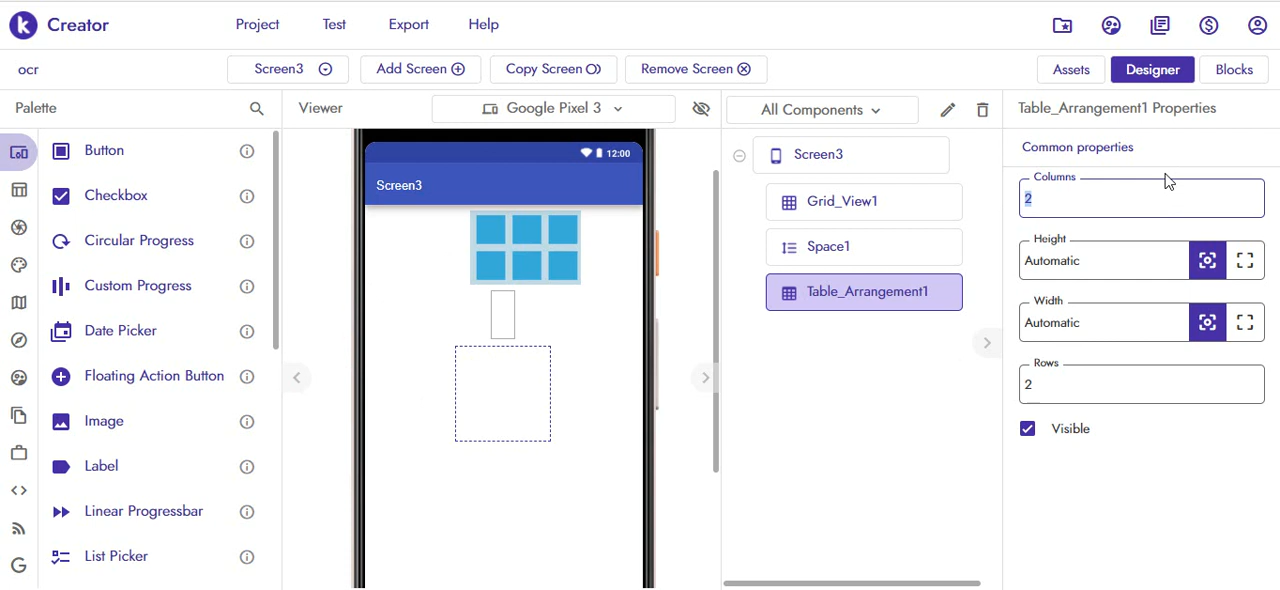 Creator
Project
Test
Export
Help
ocr
Screen3
Add Screen
Copy Screen
Remove Screen
Assets
Designer
Blocks
Palette
Viewer
Google Pixel 3
All Components
Table_Arrangement1 Properties
Button
Checkbox
Circular Progress
Custom Progress
Date Picker
Floating Action Button
Image
Label
Linear Progressbar
List Picker
12:00
Screen3
Screen3
Grid_View1
Space1
Table_Arrangement1
Common properties
Columns
2
Height
Automatic
Width
Automatic
Rows
2
Visible